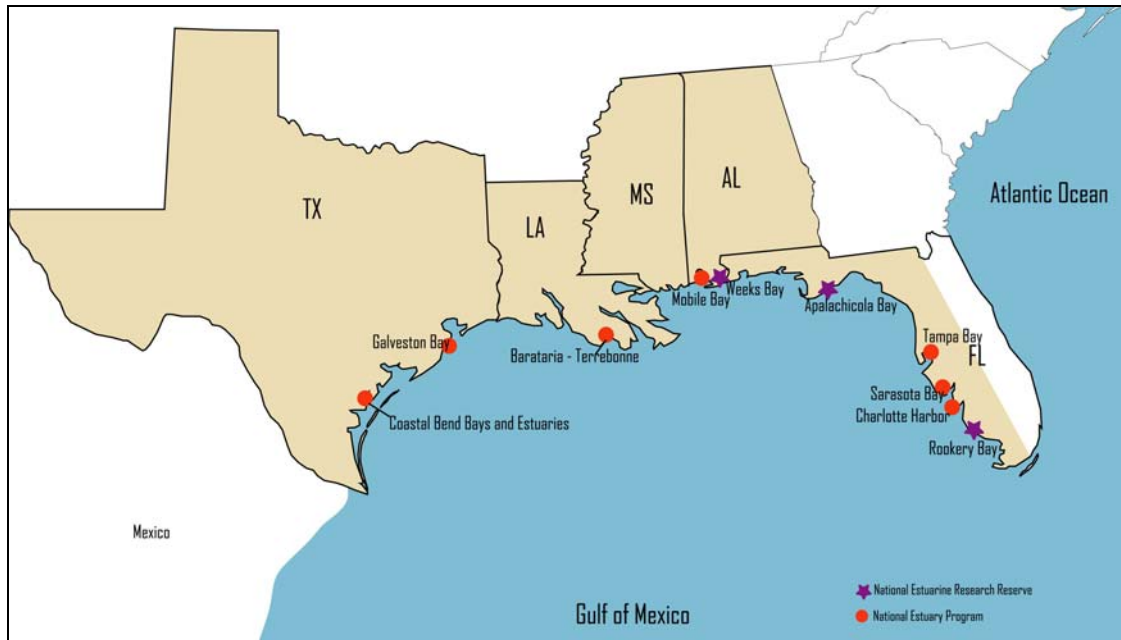 TX
LA
MS
AL
Atlantic Ocean
Mobile Bay
Weeks Bay
Apalachicola Bay
Galveston Bay
Barataria - Terrebonne
Tampa Bay
FL
Sarasota Bay
Charlotte Harbor
Coastal Bend Bays and Estuaries
Rookery Bay
Mexico
National Estuarine Research Reserve
Gulf of Mexico
National Estuary Program